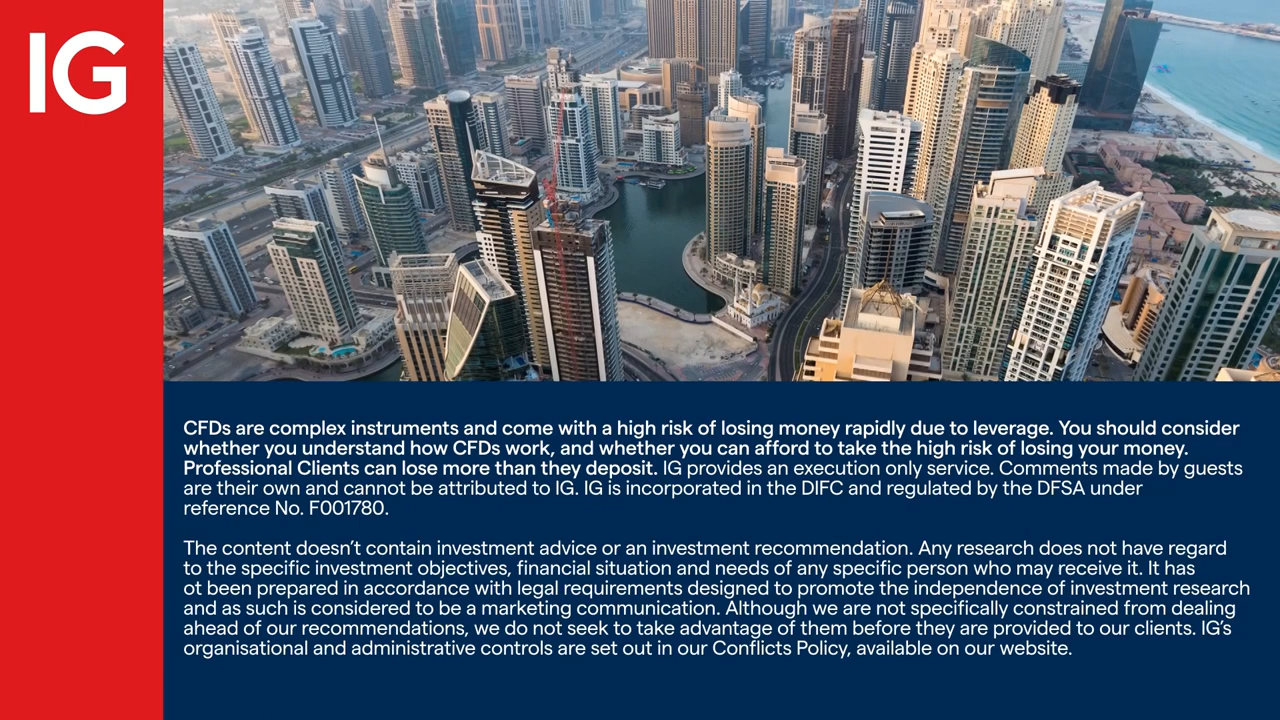 IG
CFDs are complex instruments and come with a high risk of losing money rapidly due to leverage. You should consider
whether you understand how CFDs work, and whether you can afford to take the high risk of losing your money.
Professional Clients can lose more than they deposit. IG provides an execution only service. Comments made by guests
are their own and cannot be attributed to IG. IG is incorporated in the DIFC and regulated by the DFSA under
reference No. F001780.
The content doesn't contain investment advice or an investment recommendation. Any research does not have regard
to the specific investment objectives, financial situation and needs of any specific person who may receive it. It has
ot been prepared in accordance with legal requirements designed to promote the independence of investment research
and as such is considered to be a marketing communication. Although we are not specifically constrained from dealing
ahead of our recommendations, we do not seek to take advantage of them before they are provided to our clients. IG's
organisational and administrative controls are set out in our Conflicts Policy, available on our website.